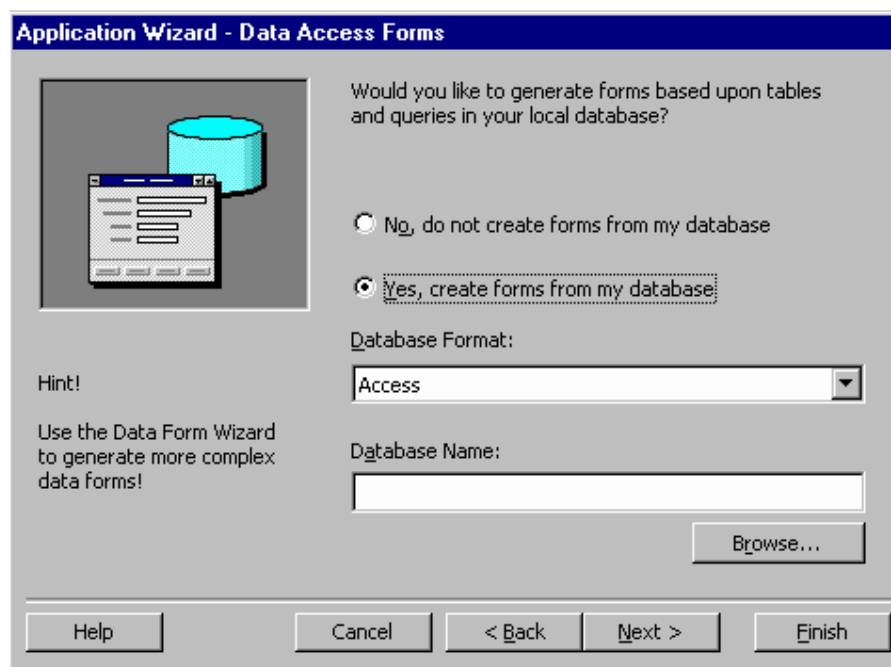 Application Wizard - Data Access Forms
Would you like to generate forms based upon tables
and queries in your local database?
No, do not create forms from my database
Yes, create forms from my database
Database Format:
Access
Hint!
Use the Data Form Wizard
to generate more complex
data forms!
Database Name:
Browse...
Help
Cancel
< Back
Next >
Finish